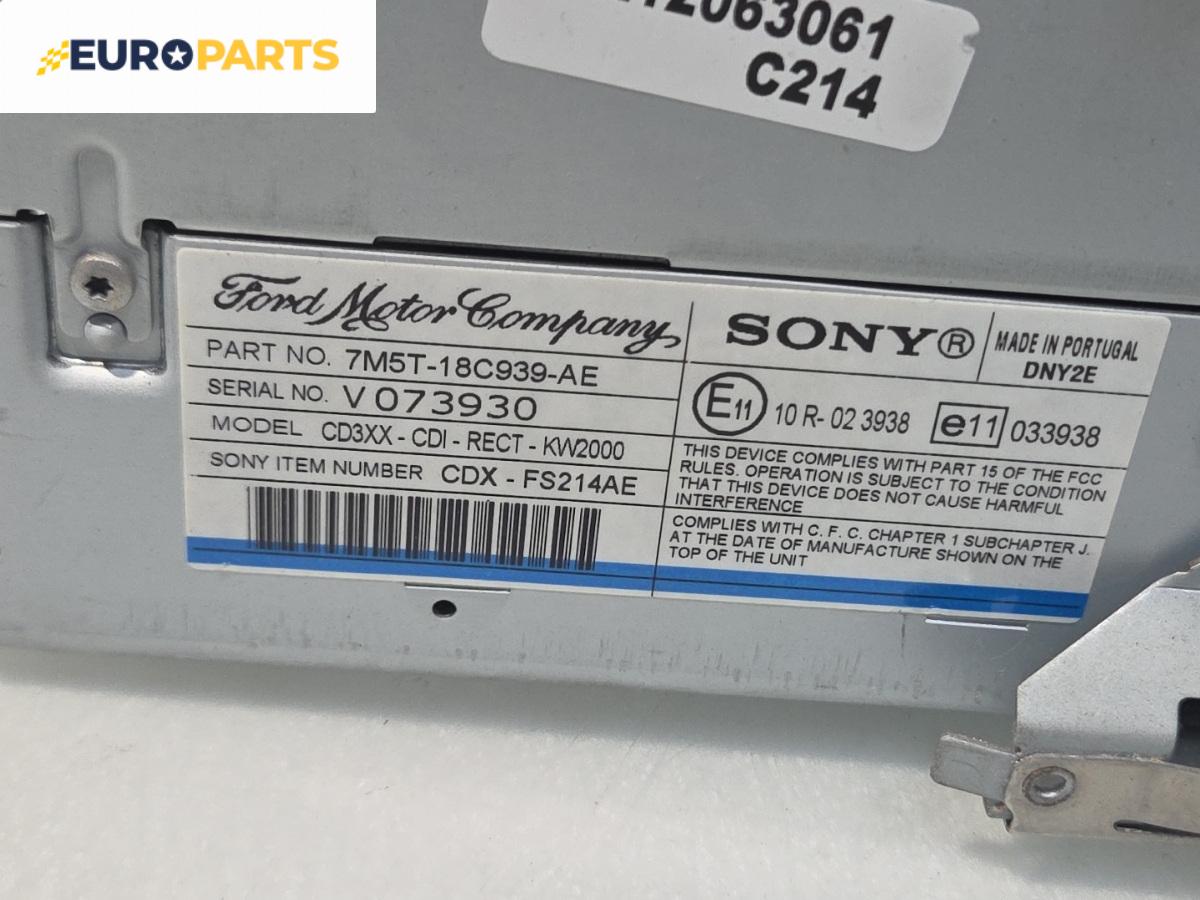 EUROPARTS
C214
Ford Motor Company
PART NO. 7M5T-18C939-AE
SERIAL NO. V073930
MODEL CD3XX - CDI - RECT - KW2000
SONY ITEM NUMBER CDX - FS214AE
SONY®
MADE IN PORTUGAL
DNY2E
E11 10 R- 02 3938 e11 033938
THIS DEVICE COMPLIES WITH PART 15 OF THE FCC
RULES. OPERATION IS SUBJECT TO THE CONDITION
THAT THIS DEVICE DOES NOT CAUSE HARMFUL
INTERFERENCE
COMPLIES WITH C. F. C. CHAPTER 1 SUBCHAPTER J.
AT THE DATE OF MANUFACTURE SHOWN ON THE
TOP OF THE UNIT